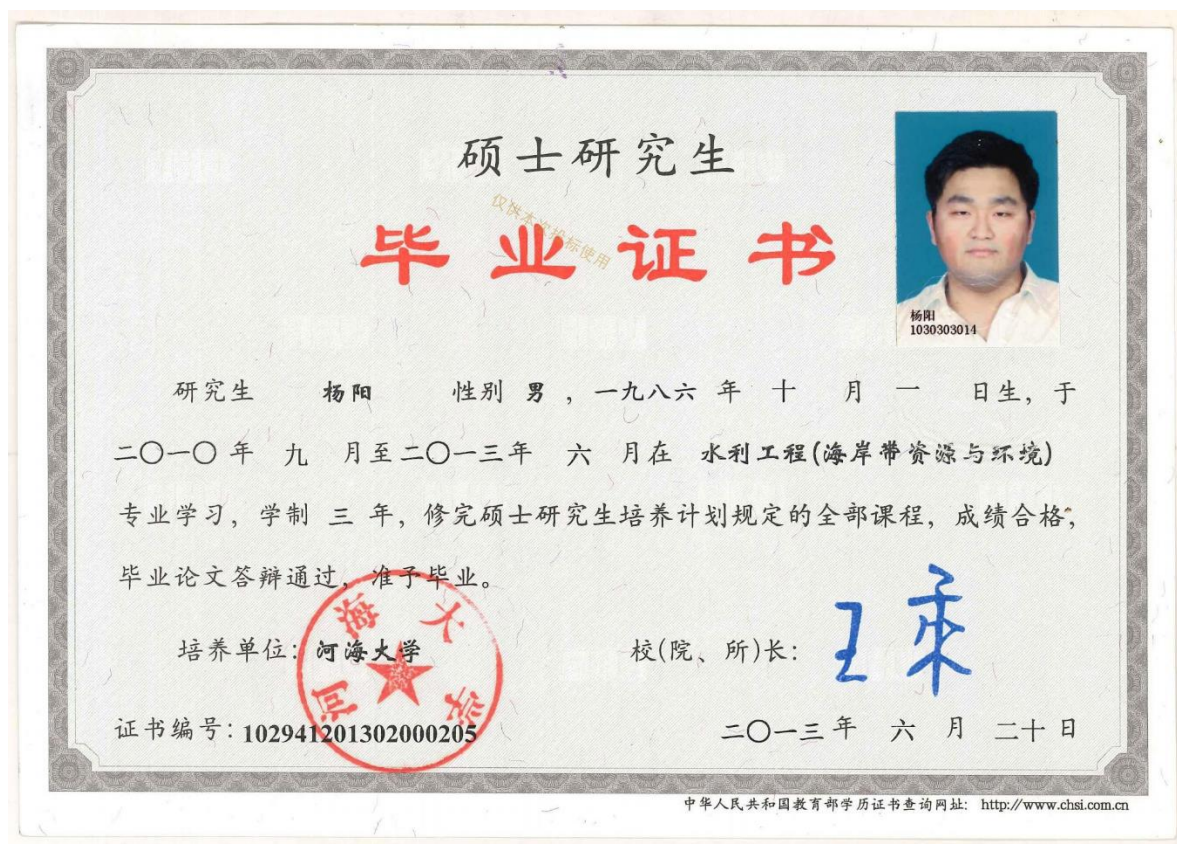 硕士研究生
毕业证书
仅供本次投标使用
杨阳
1030303014
研究生 杨阳 性别 男 , 一九八六 年 十 月 一 日生, 于
二〇一〇 年 九 月至 二〇一三年 六 月在 水利工程(海岸带资源与环境)
专业学习, 学制 三 年, 修完硕士研究生培养计划规定的全部课程, 成绩合格,
毕业论文答辩通过, 准予毕业。
培养单位: 河海大学 校(院、所)长:
河海大学
证书编号: 102941201302000205 二〇一三 年 六 月 二十 日
中华人民共和国教育部学历证书查询网址: http://www.chsi.com.cn